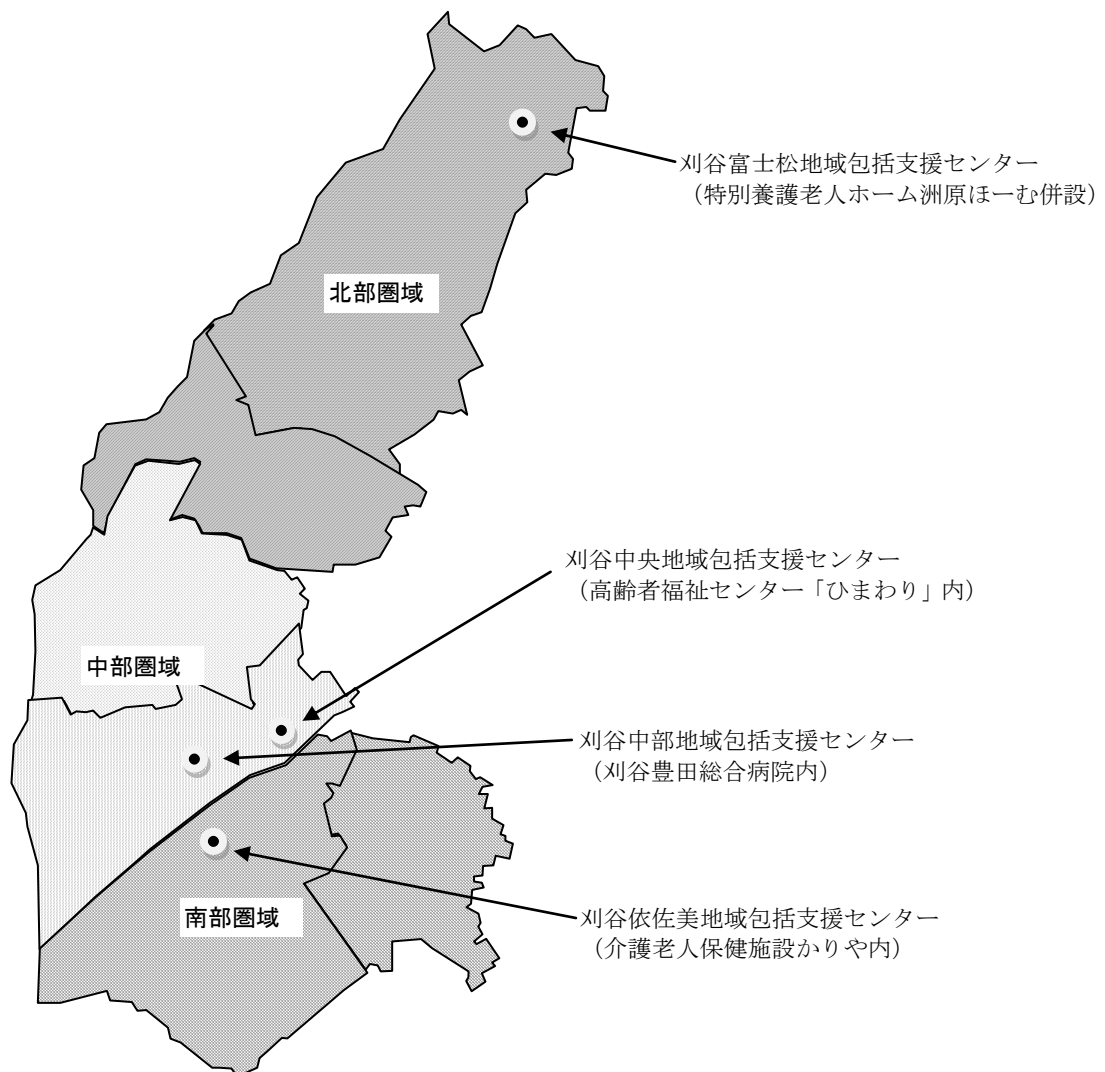 刈谷富士松地域包括支援センター
（特別養護老人ホーム洲原ほーむ併設）
北部圏域
刈谷中央地域包括支援センター
（高齢者福祉センター「ひまわり」内）
中部圏域
刈谷中部地域包括支援センター
（刈谷豊田総合病院内）
南部圏域
刈谷依佐美地域包括支援センター
（介護老人保健施設かりや内）